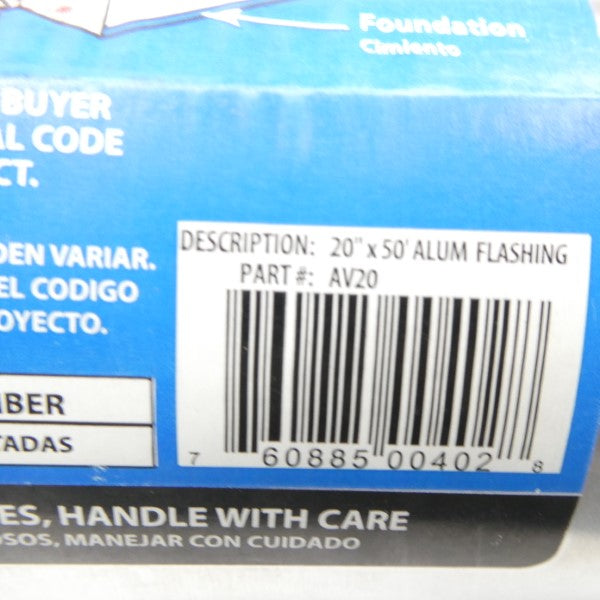 Foundation
Cimiento
BUYER
AL CODE
CT.
DEN VARIAR.
EL CODIGO
OYECTO.
DESCRIPTION: 20" x 50' ALUM FLASHING
PART #: AV20
7 60885 00402 8
MBER
TADAS
ES, HANDLE WITH CARE
OSOS, MANEJAR CON CUIDADO